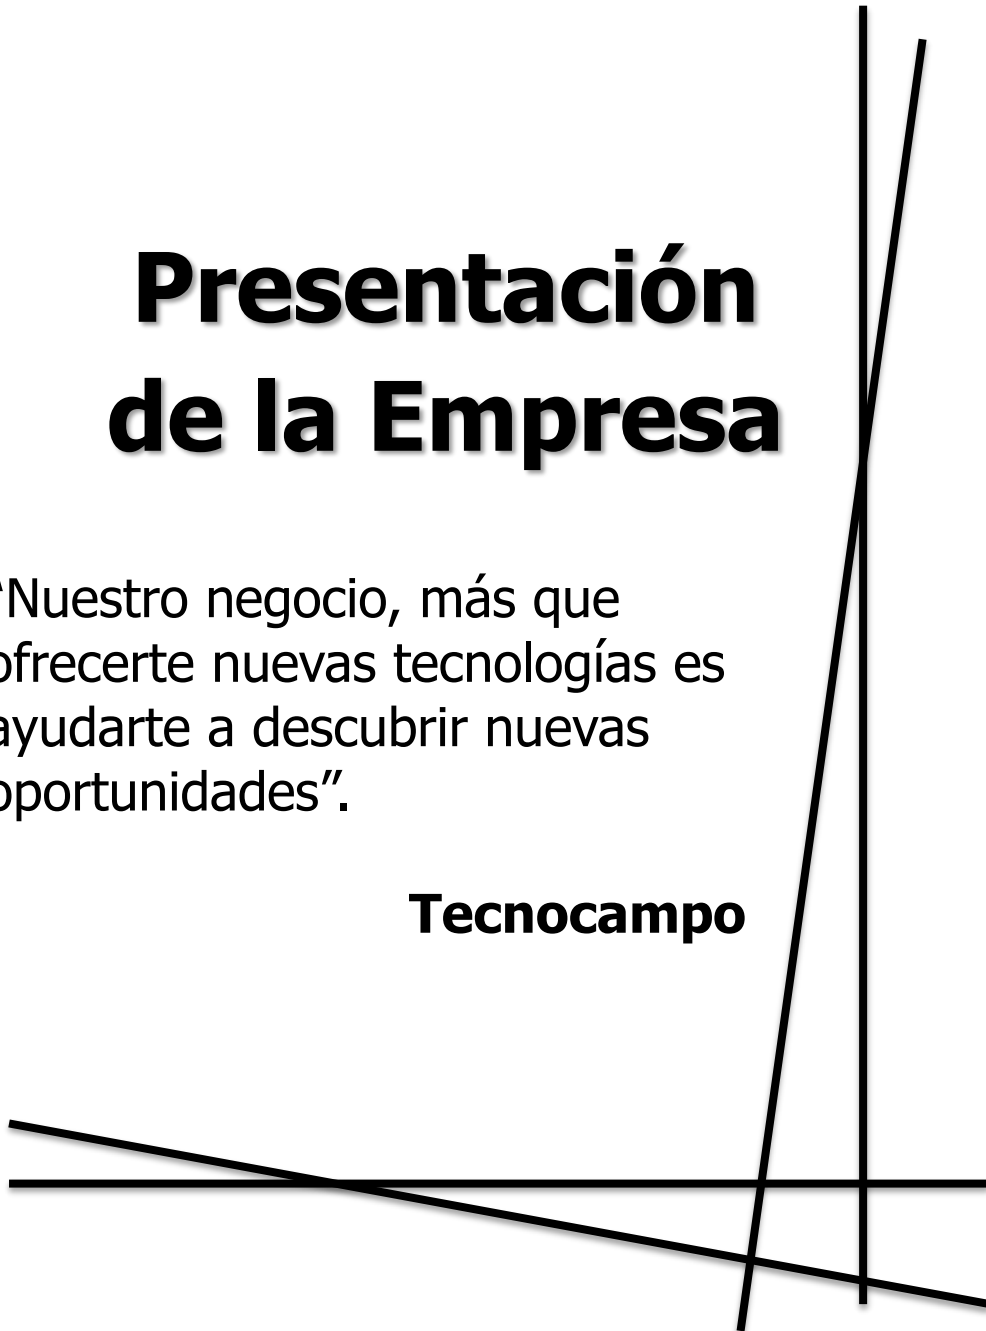 Presentación
de la Empresa
“Nuestro negocio, más que
ofrecerte nuevas tecnologías es
ayudarte a descubrir nuevas
oportunidades”.
Tecnocampo